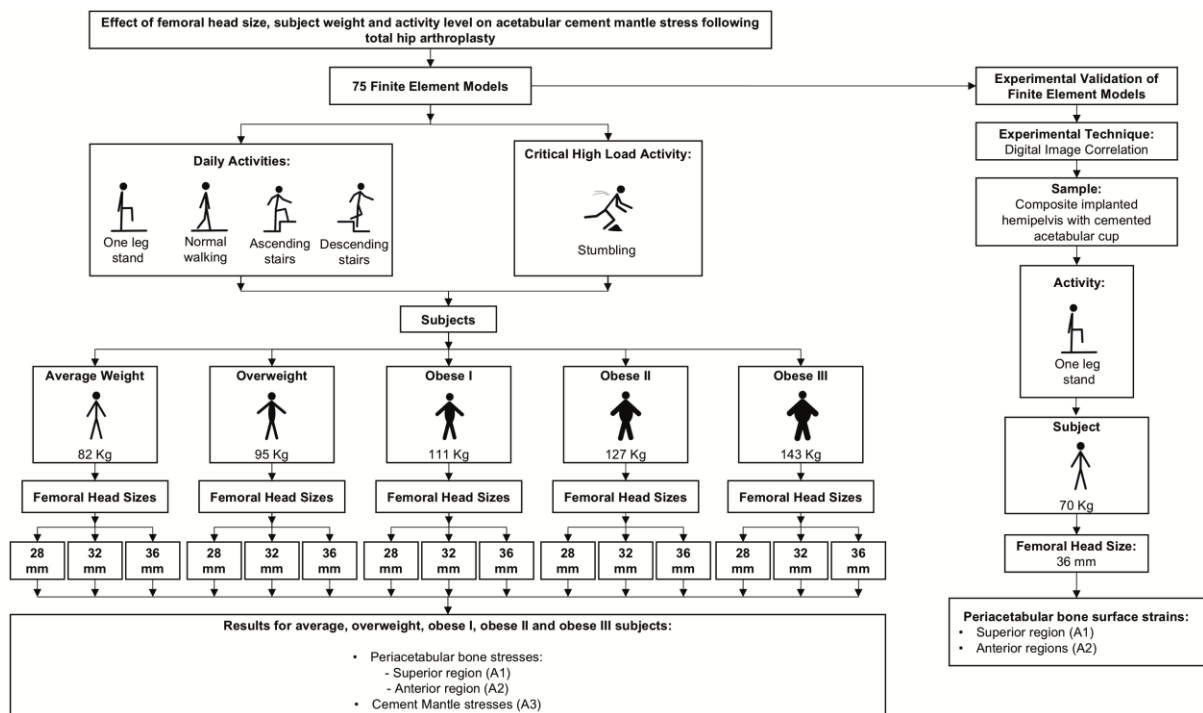 Effect of femoral head size, subject weight and activity level on acetabular cement mantle stress following
total hip arthroplasty
75 Finite Element Models
Daily Activities:
One leg
stand
Normal
walking
Ascending
stairs
Descending
stairs
Critical High Load Activity:
Stumbling
Subjects
Average Weight
82 Kg
Overweight
95 Kg
Obese I
111 Kg
Obese II
127 Kg
Obese III
143 Kg
Femoral Head Sizes
Femoral Head Sizes
Femoral Head Sizes
Femoral Head Sizes
Femoral Head Sizes
28
mm
32
mm
36
mm
28
mm
32
mm
36
mm
28
mm
32
mm
36
mm
28
mm
32
mm
36
mm
28
mm
32
mm
36
mm
Results for average, overweight, obese I, obese II and obese III subjects:
• Periacetabular bone stresses:
- Superior region (A1)
- Anterior region (A2)
• Cement Mantle stresses (A3)
Experimental Validation of
Finite Element Models
Experimental Technique:
Digital Image Correlation
Sample:
Composite implanted
hemipelvis with cemented
acetabular cup
Activity:
One leg
stand
Subject
70 Kg
Femoral Head Size:
36 mm
Periacetabular bone surface strains:
• Superior region (A1)
• Anterior regions (A2)